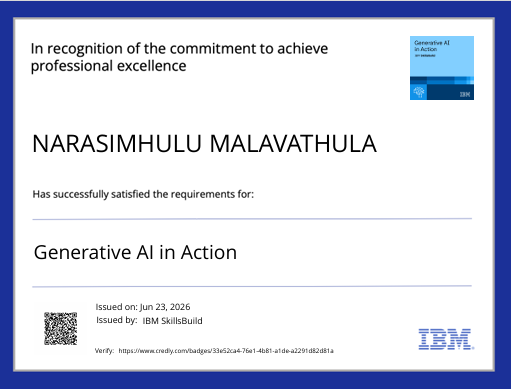 In recognition of the commitment to achieve
professional excellence
Generative AI
in Action
IBM
NARASIMHULU MALAVATHULA
Has successfully satisfied the requirements for:
Generative AI in Action
Issued on: Jun 23, 2026
Issued by: IBM SkillsBuild
Verify: https://www.credly.com/badges/33e52ca4-76e1-4b81-a1de-a2291d82d81a
IBM